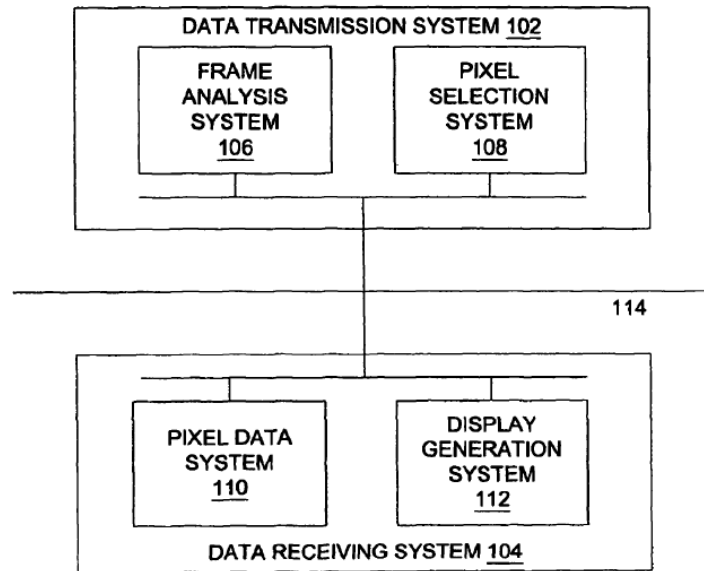 DATA TRANSMISSION SYSTEM 102
FRAME
ANALYSIS
SYSTEM
106
PIXEL
SELECTION
SYSTEM
108
114
PIXEL DATA
SYSTEM
110
DISPLAY
GENERATION
SYSTEM
112
DATA RECEIVING SYSTEM 104